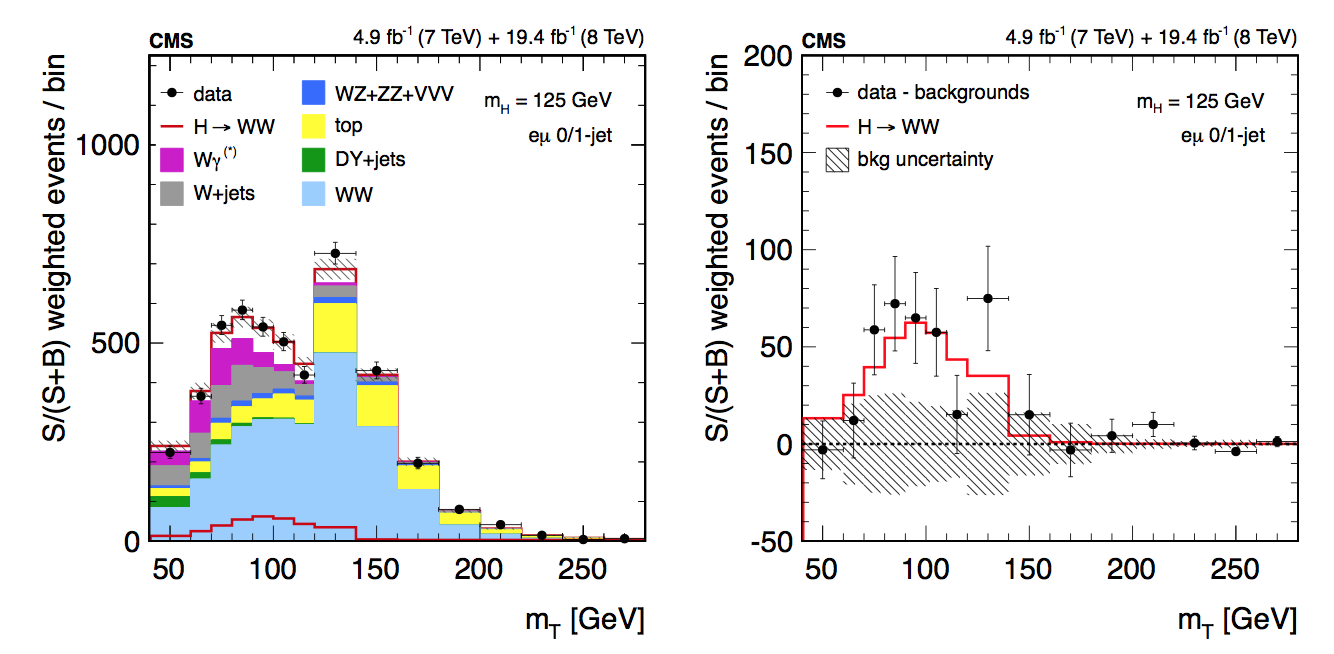 CMS 4.9 fb⁻¹ (7 TeV) + 19.4 fb⁻¹ (8 TeV)
S/(S+B) weighted events / bin
data
H → WW
Wγ(*)
W+jets
WZ+ZZ+VVV
top
DY+jets
WW
mH = 125 GeV
eμ 0/1-jet
1000
500
0
50 100 150 200 250
mT [GeV]
CMS 4.9 fb⁻¹ (7 TeV) + 19.4 fb⁻¹ (8 TeV)
S/(S+B) weighted events / bin
data - backgrounds
H → WW
bkg uncertainty
mH = 125 GeV
eμ 0/1-jet
200
150
100
50
0
-50
50 100 150 200 250
mT [GeV]